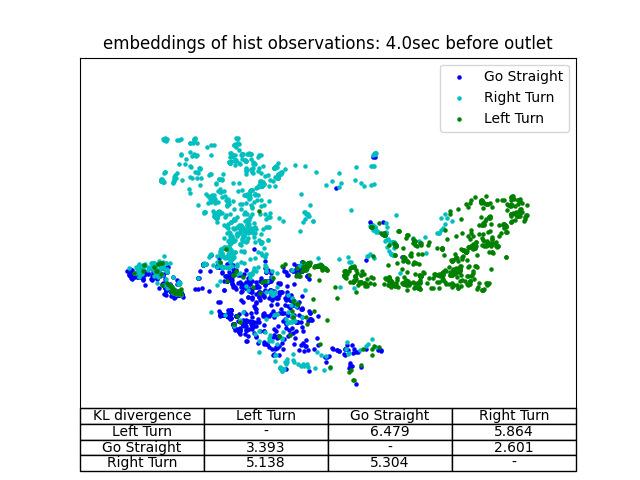 embeddings of hist observations: 4.0sec before outlet
Go Straight
Right Turn
Left Turn
KL divergence Left Turn Go Straight Right Turn
Left Turn - 6.479 5.864
Go Straight 3.393 - 2.601
Right Turn 5.138 5.304 -